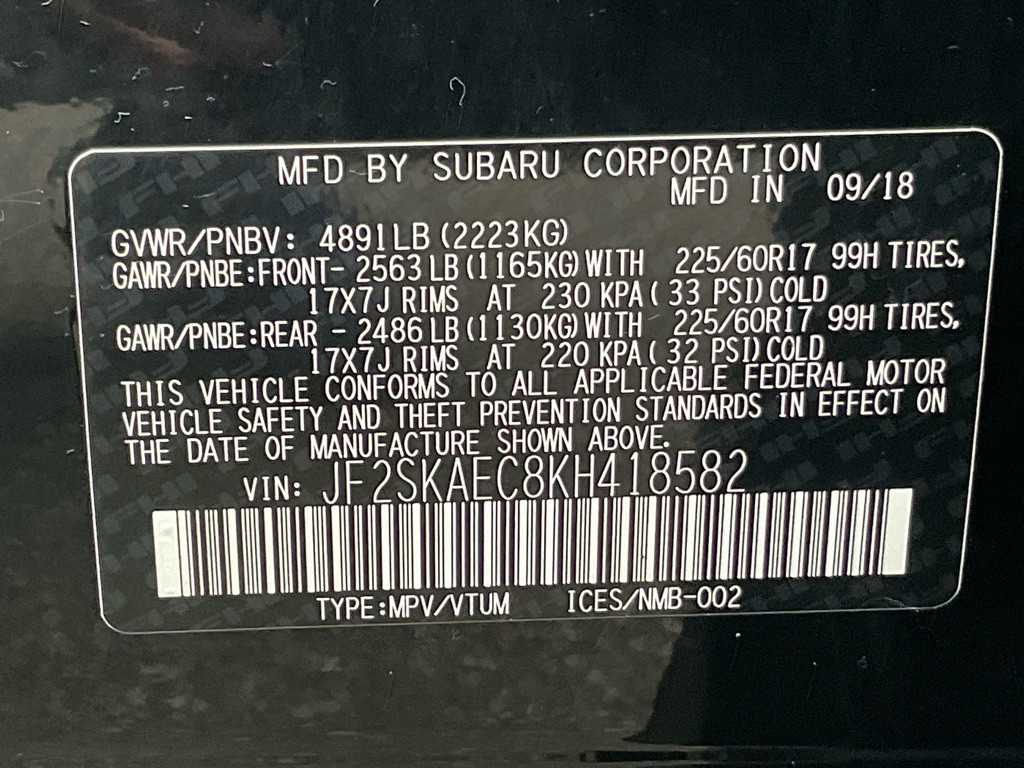 MFD BY SUBARU CORPORATION
MFD IN 09/18
GVWR/PNBV: 4891LB (2223KG)
GAWR/PNBE:FRONT- 2563 LB (1165KG) WITH 225/60R17 99H TIRES,
17X7J RIMS AT 230 KPA ( 33 PSI) COLD
GAWR/PNBE:REAR - 2486 LB (1130KG) WITH 225/60R17 99H TIRES,
17X7J RIMS AT 220 KPA ( 32 PSI) COLD
THIS VEHICLE CONFORMS TO ALL APPLICABLE FEDERAL MOTOR
VEHICLE SAFETY AND THEFT PREVENTION STANDARDS IN EFFECT ON
THE DATE OF MANUFACTURE SHOWN ABOVE.
VIN: JF2SKAEC8KH418582
TYPE:MPV/VTUM ICES/NMB-002